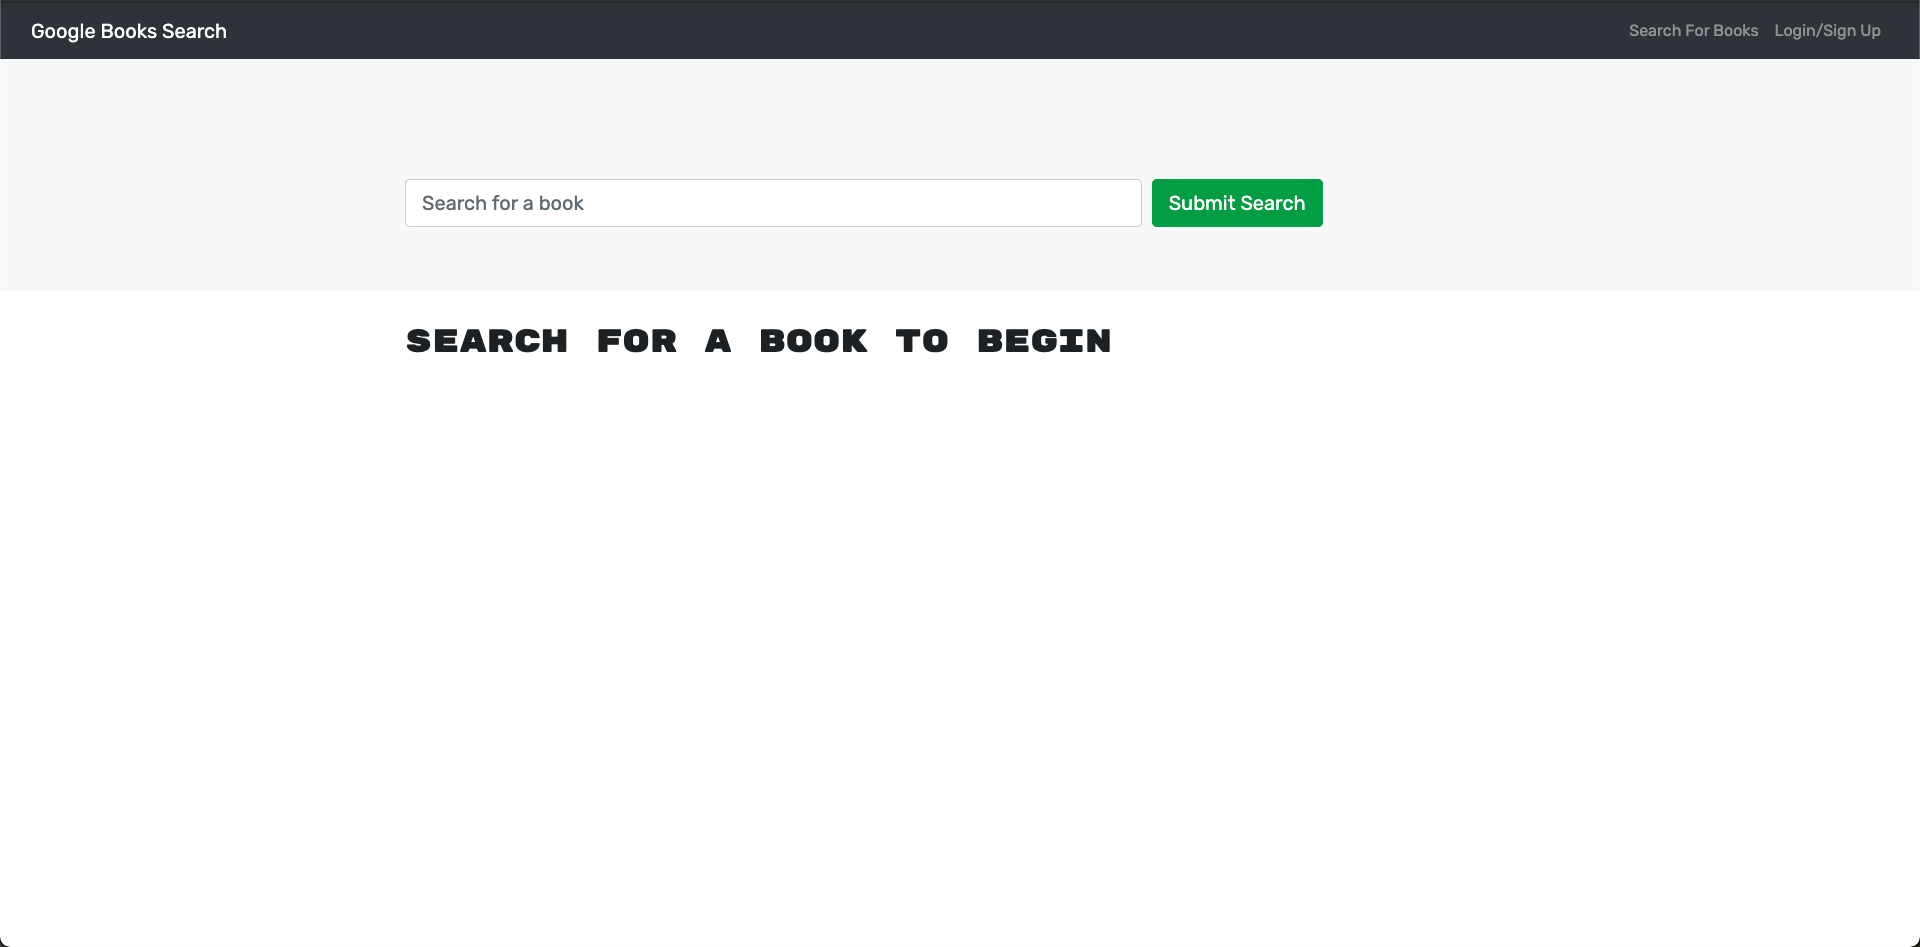 Google Books Search
Search For Books Login/Sign Up
Search for a book
Submit Search
SEARCH FOR A BOOK TO BEGIN